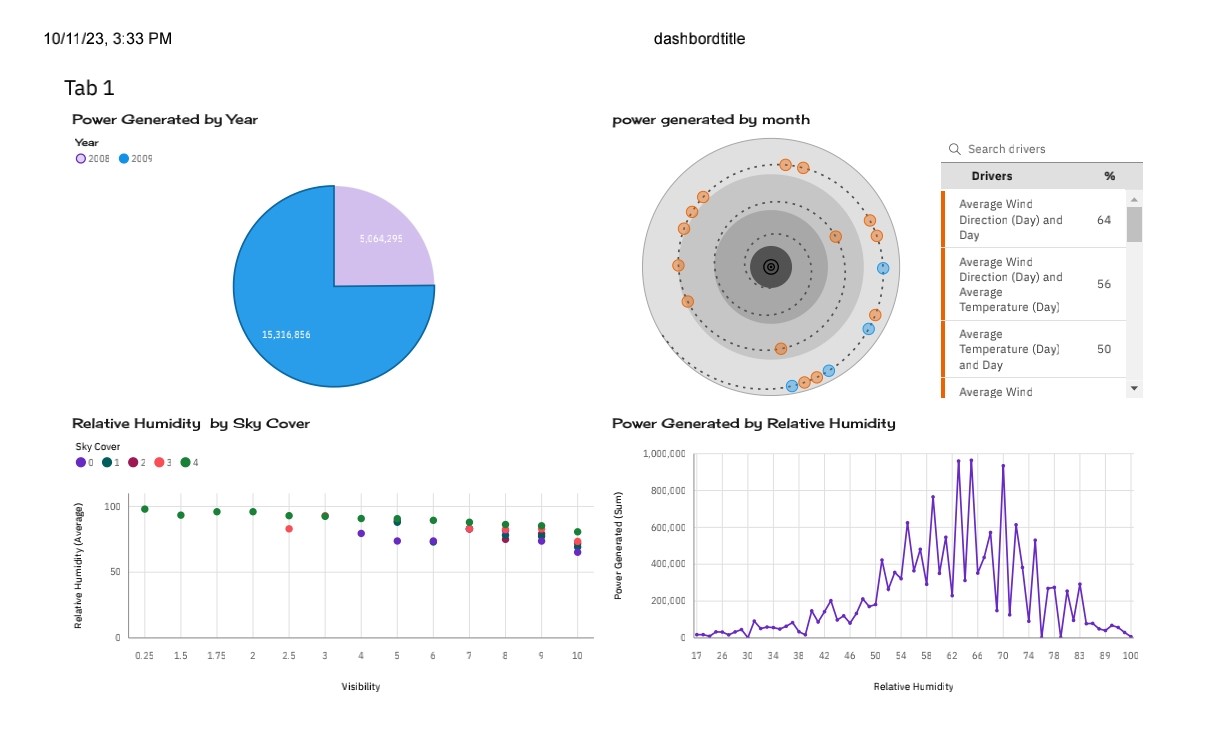 10/11/23, 3:33 PM
dashbordtitle
Tab 1
Power Generated by Year
Year
2008 2009
5,064,295
15,316,856
power generated by month
Search drivers
Drivers %
Average Wind
Direction (Day) and
Day
64
Average Wind
Direction (Day) and
Average
Temperature (Day)
56
Average
Temperature (Day)
and Day
50
Average Wind
Relative Humidity by Sky Cover
Sky Cover
0 1 2 3 4
Relative Humidity (Average)
100
50
0
0.25 1.5 1.75 2 2.5 3 4 5 6 7 8 9 10
Visibility
Power Generated by Relative Humidity
Power Generated (Sum)
1,000,000
800,000
600,000
400,000
200,000
0
17 26 30 34 38 42 46 50 54 58 62 66 70 74 78 83 89 100
Relative Humidity